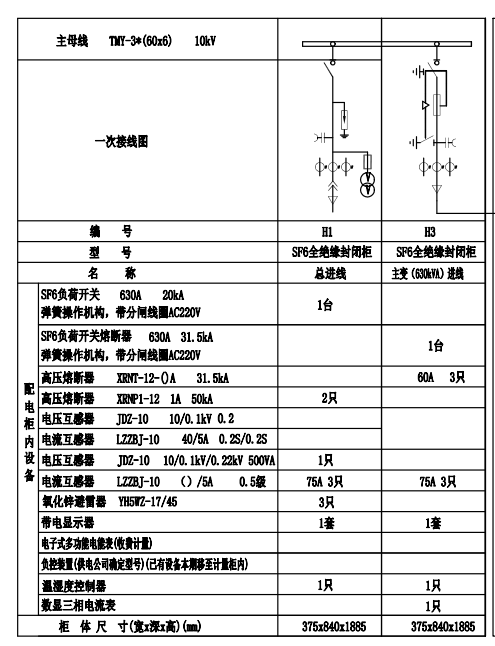 主母线 TMY-3*(60x6) 10kV
一次接线图
编 号 H1 H3
型 号 SF6全绝缘封闭柜 SF6全绝缘封闭柜
名 称 总进线 主变(630kVA)进线
配电柜内设备
SF6负荷开关 630A 20kA
弹簧操作机构，带分闸线圈AC220V
1台
SF6负荷开关熔断器 630A 31.5kA
弹簧操作机构，带分闸线圈AC220V
1台
高压熔断器 XRNT-12-()A 31.5kA 60A 3只
高压熔断器 XRNP1-12 1A 50kA 2只
电压互感器 JDZ-10 10/0.1kV 0.2
电流互感器 LZZBJ-10 40/5A 0.2S/0.2S
电压互感器 JDZ-10 10/0.1kV/0.22kV 500VA 1只
电流互感器 LZZBJ-10 ()/5A 0.5级 75A 3只 75A 3只
氧化锌避雷器 YH5WZ-17/45 3只
带电显示器 1套 1套
电子式多功能电能表(收费计量)
负控装置(供电公司确定型号)(已有设备本期移至计量柜内)
温湿度控制器 1只 1只
数显三相电流表 1只
柜 体 尺 寸(宽x深x高)(mm) 375x840x1885 375x840x1885